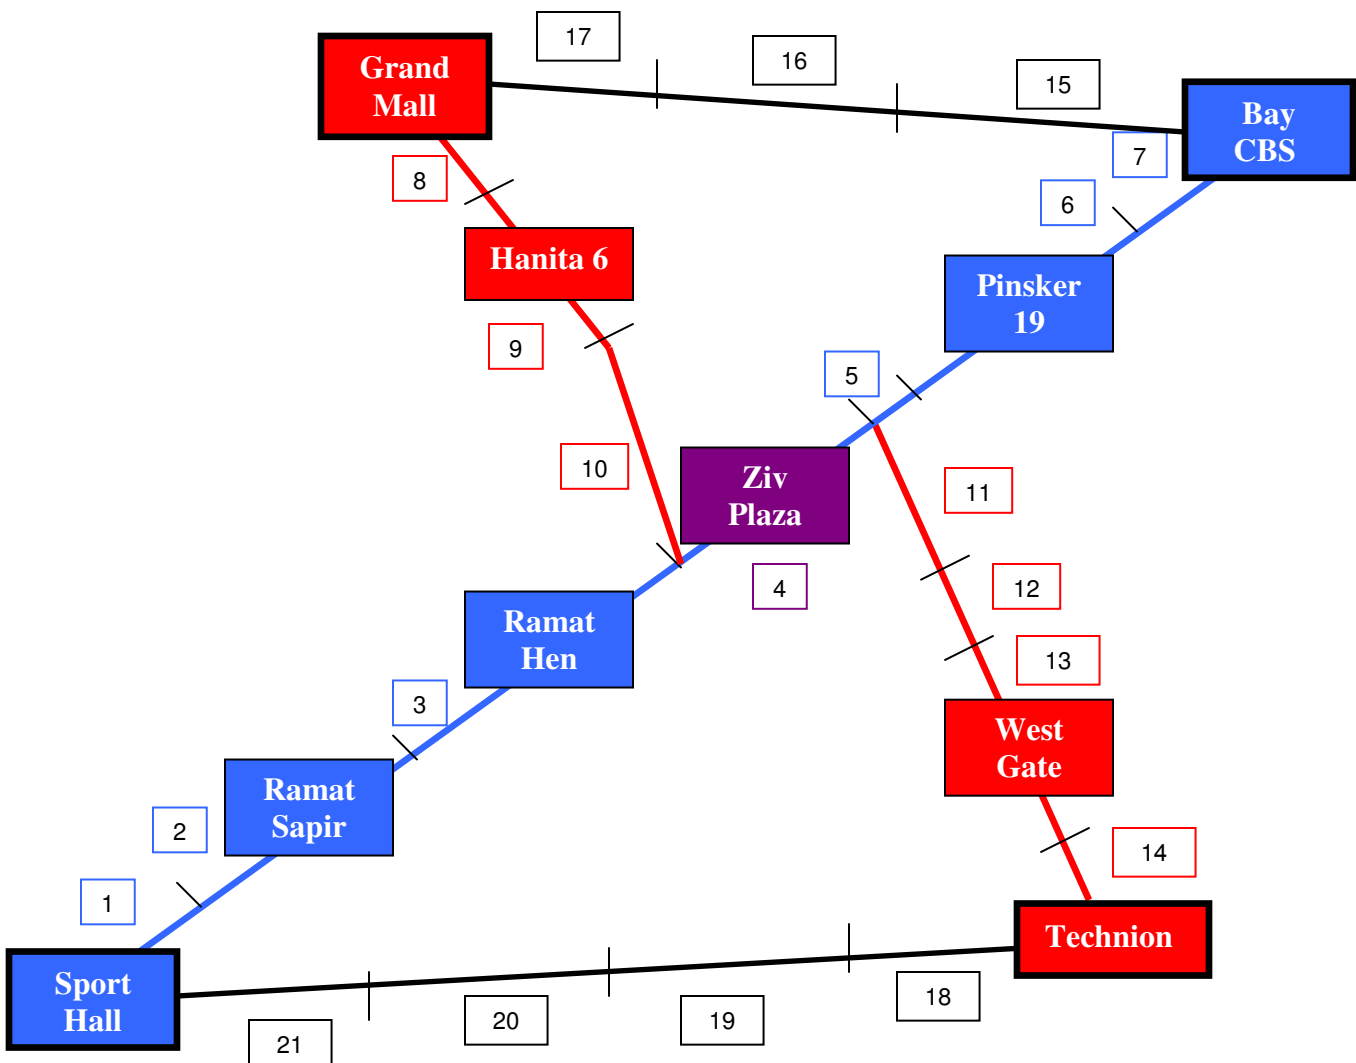 17
16
15
Grand
Mall
Bay
CBS
7
8
6
Hanita 6
Pinsker
19
9
5
10
Ziv
Plaza
11
4
12
Ramat
Hen
13
3
West
Gate
Ramat
Sapir
2
14
1
Technion
Sport
Hall
18
20
19
21